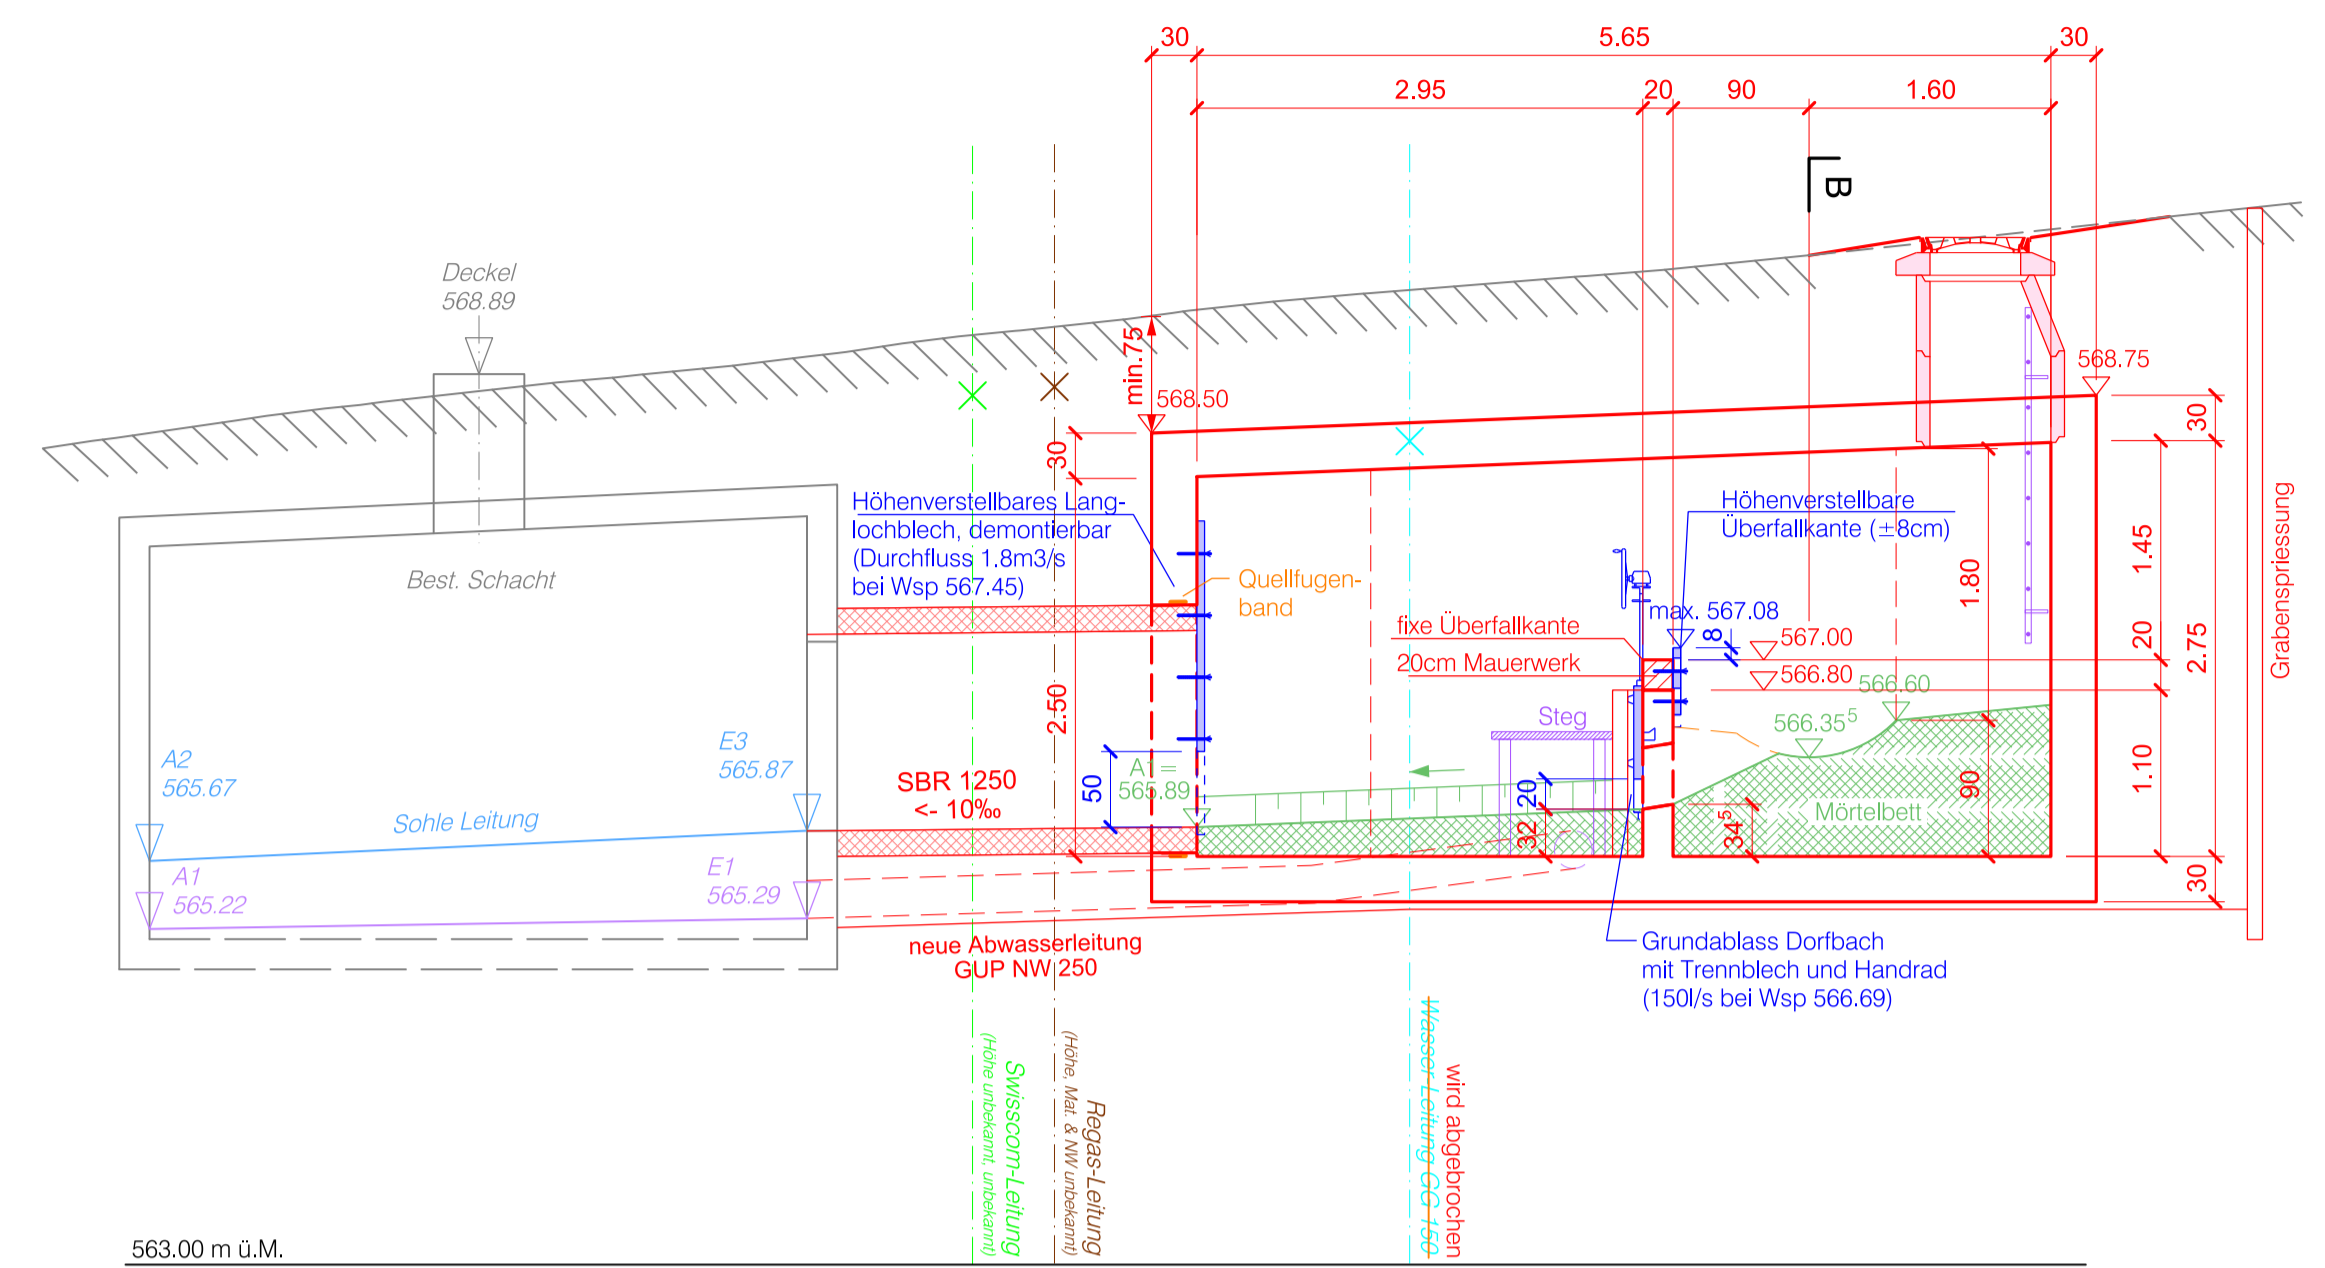 30
5.65
30
2.95
20
90
1.60
B
Deckel
568.89
min.75
568.50
568.75
30
30
Höhenverstellbares Lang-
lochblech, demontierbar
(Durchfluss 1.8m3/s
bei Wsp 567.45)
Höhenverstellbare
Überfallkante (±8cm)
Best. Schacht
Quellfugen-
band
1.80
1.45
Grabenspriessung
max. 567.08
8
fixe Überfallkante
567.00
20
2.75
20cm Mauerwerk
566.80
566.60
2.50
Steg
566.35⁵
A2
565.67
E3
565.87
SBR 1250
<- 10‰
50
A1=
565.89
20
32
34⁵
90
1.10
Mörtelbett
Sohle Leitung
A1
565.22
E1
565.29
30
neue Abwasserleitung
GUP NW 250
Grundablass Dorfbach
mit Trennblech und Handrad
(150l/s bei Wsp 566.69)
Swisscom-Leitung
(Höhe unbekannt, unbekannt)
Regas-Leitung
(Höhe, Mat. & NW unbekannt)
Wasser-Leitung GG 150
wird abgebrochen
563.00 m ü.M.